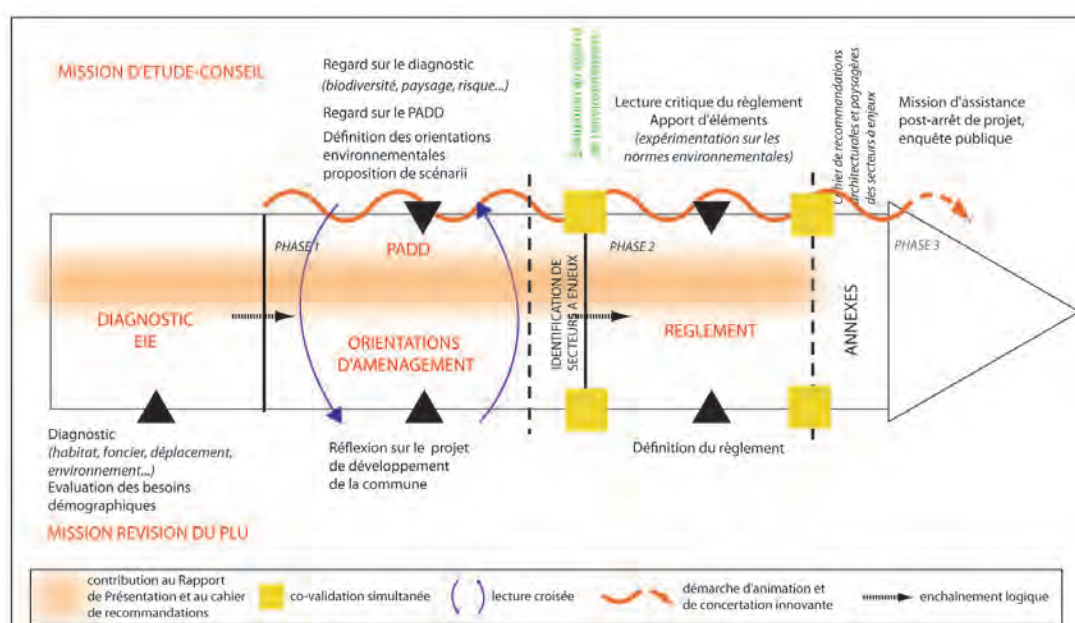 MISSION D'ETUDE-CONSEIL
Regard sur le diagnostic
(biodiversité, paysage, risque...)
Regard sur le PADD
Définition des orientations
environnementales
proposition de scénarii
Lecture critique du règlement
Apport d'éléments
(expérimentation sur les
normes environnementales)
Cahier de recommandations
architecturales et paysagères
des secteurs à enjeux
Mission d'assistance
post-arrêt de projet,
enquête publique
PHASE 1
PADD
PHASE 2
PHASE 3
DIAGNOSTIC
EIE
ORIENTATIONS
D'AMENAGEMENT
IDENTIFICATION DE
SECTEURS A ENJEUX
REGLEMENT
ANNEXES
Diagnostic
(habitat, foncier, déplacement,
environnement...)
Evaluation des besoins
démographiques
Réflexion sur le projet
de développement
de la commune
Définition du règlement
MISSION REVISION DU PLU
contribution au Rapport
de Présentation et au cahier
de recommandations
co-validation simultanée
lecture croisée
démarche d'animation et
de concertation innovante
enchaînement logique